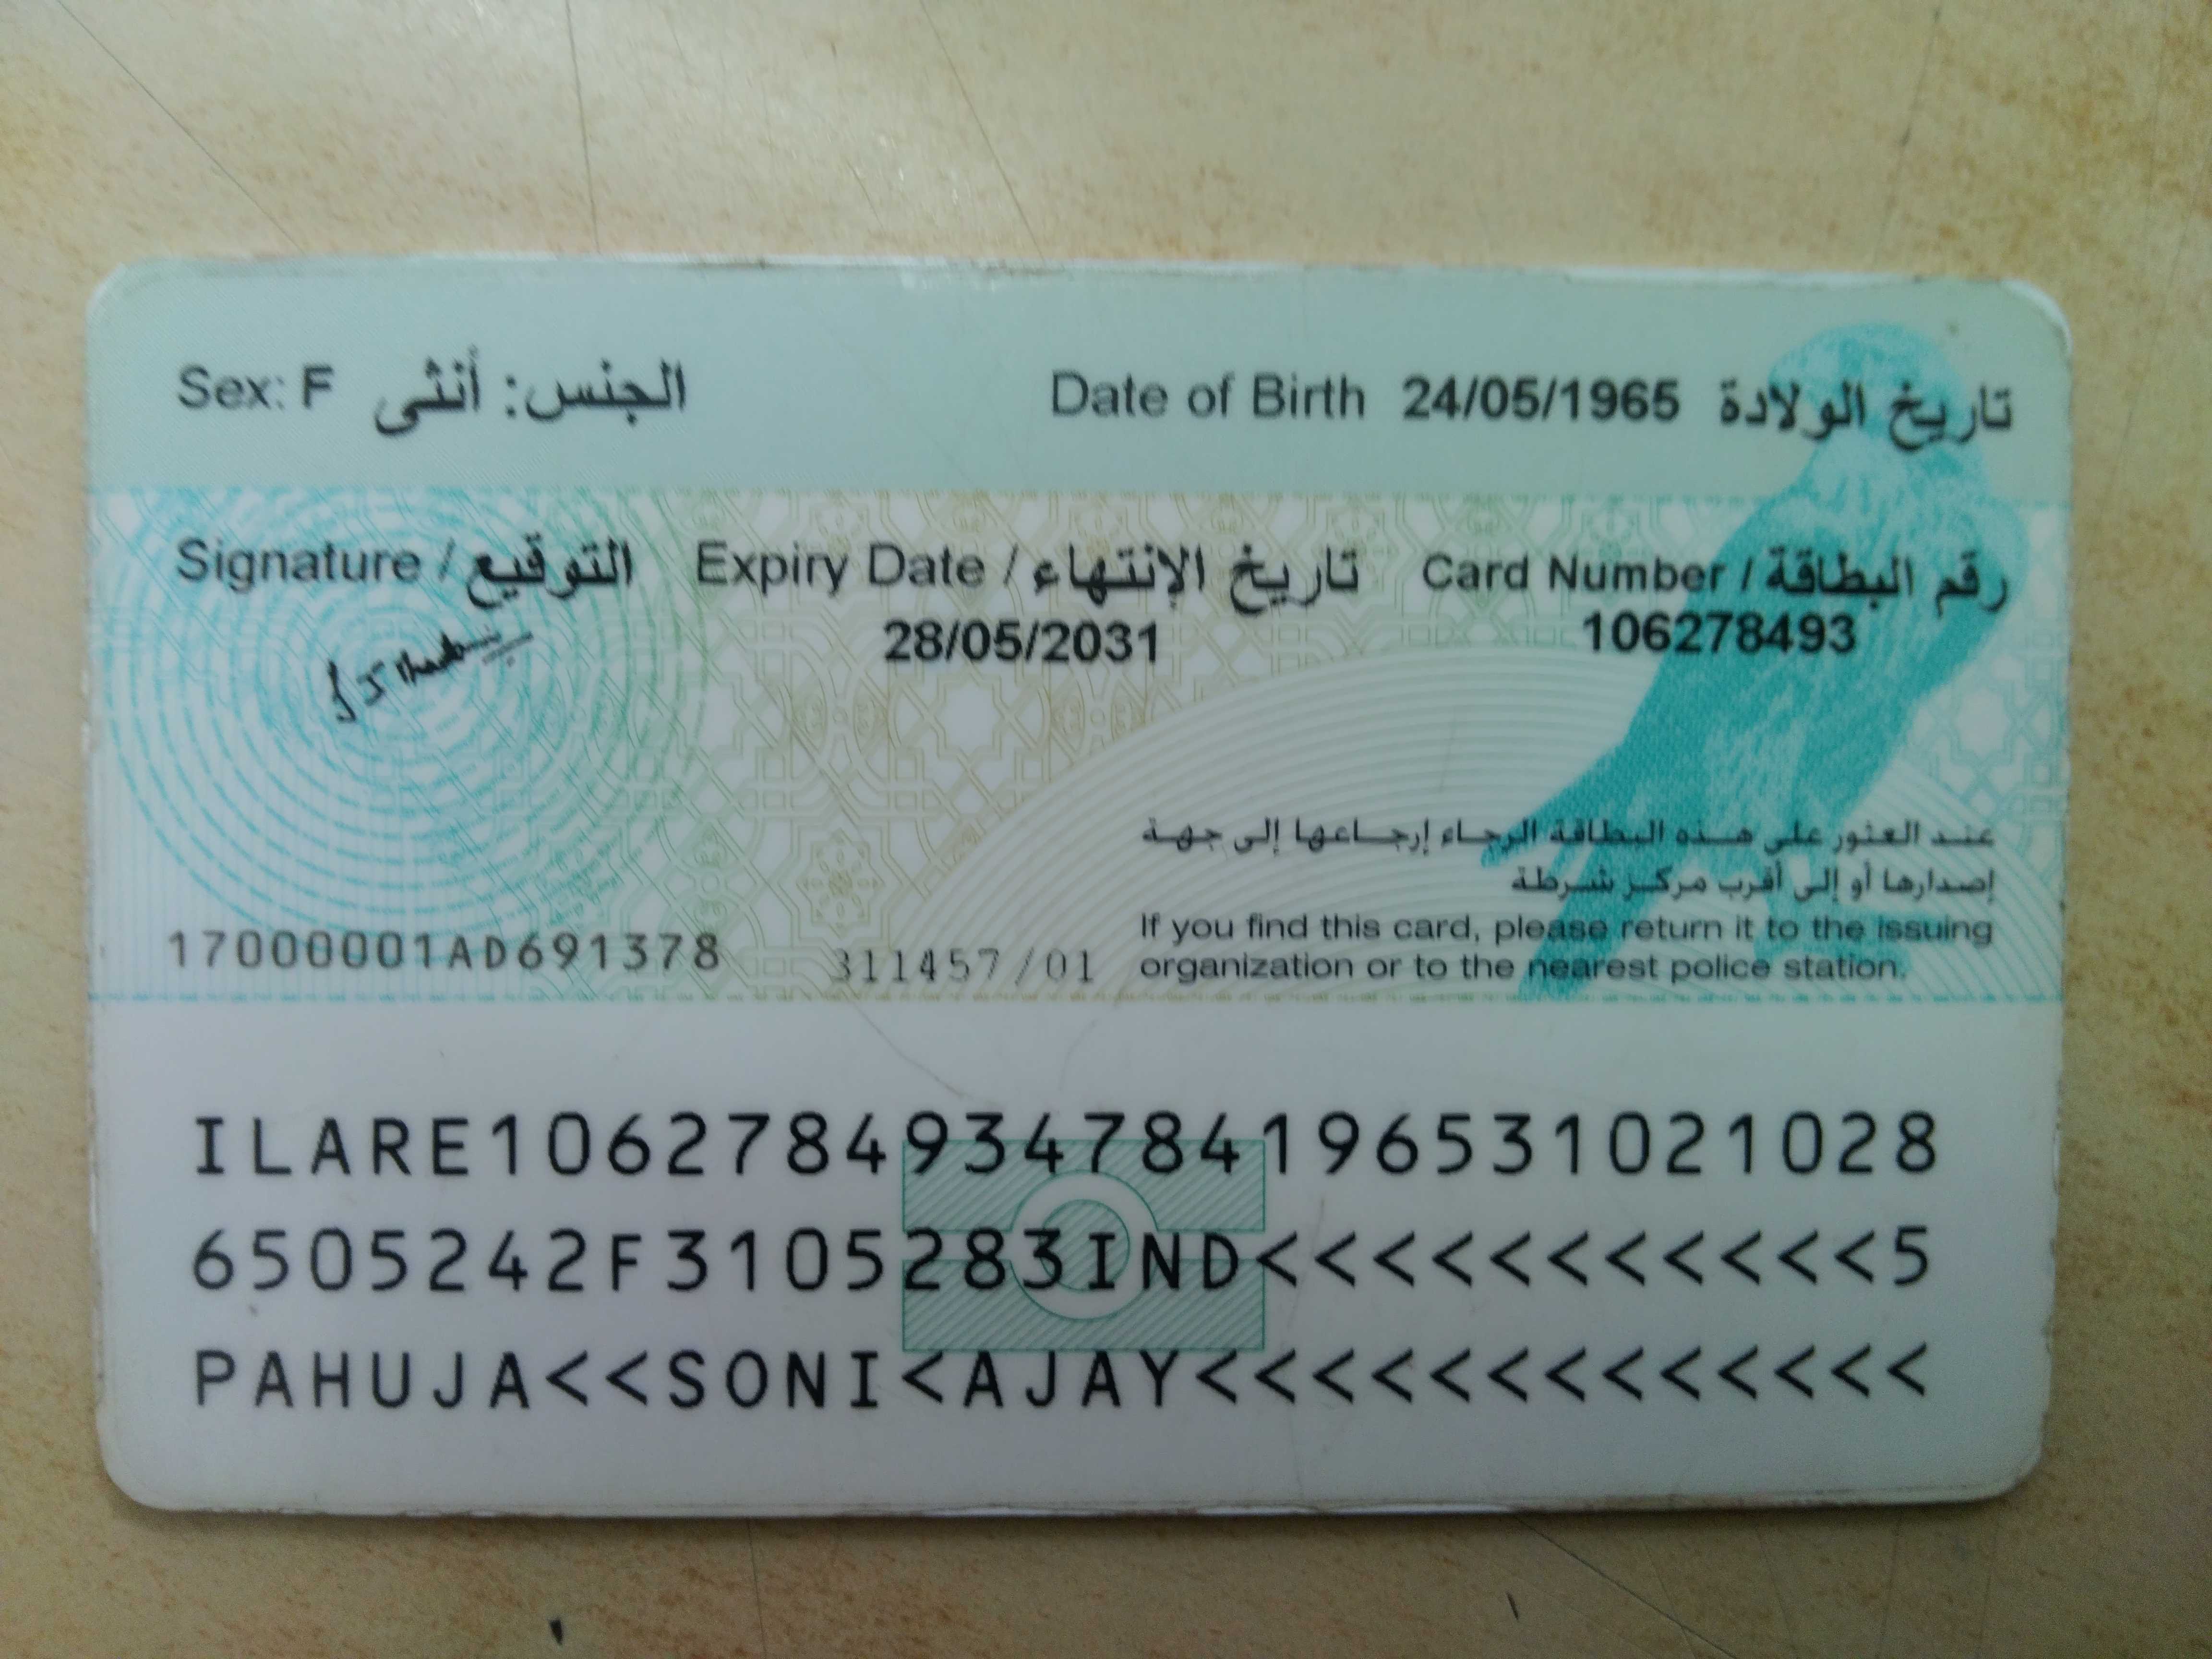 Sex: F الجنس: أنثى
Date of Birth 24/05/1965 تاريخ الولادة
Signature / التوقيع
Expiry Date / تاريخ الإنتهاء
28/05/2031
Card Number / رقم البطاقة
106278493
عند العثور على هذه البطاقة الرجاء إرجاعها إلى جهة
إصدارها أو إلى أقرب مركز شرطة
If you find this card, please return it to the issuing
organization or to the nearest police station.
17000001AD691378
311457/01
ILARE1062784934784196531021028
6505242F3105283IND<<<<<<<<<<<5
PAHUJA<<SONI<AJAY<<<<<<<<<<<<<